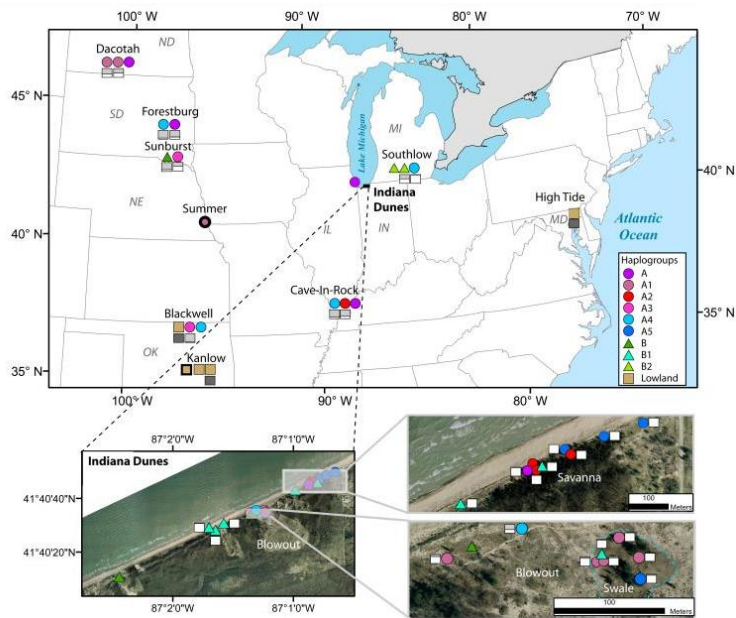 100° W
90° W
80° W
70° W
Dacotah
ND
45° N
SD
Forestburg
Sunburst
Lake Michigan
MI
Southlow
40° N
Indiana
Dunes
High Tide
MD
NE
Summer
40° N
IL
IN
Atlantic
Ocean
Haplogroups
A
A1
A2
A3
A4
A5
B
B1
B2
Lowland
Cave-In-Rock
Blackwell
35° N
OK
Kanlow
35° N
100° W
90° W
80° W
87°2'0"W
87°1'0"W
Indiana Dunes
41°40'40"N
41°40'20"N
Blowout
87°2'0"W
87°1'0"W
Savanna
100
Meters
Blowout
Swale
100
Meters